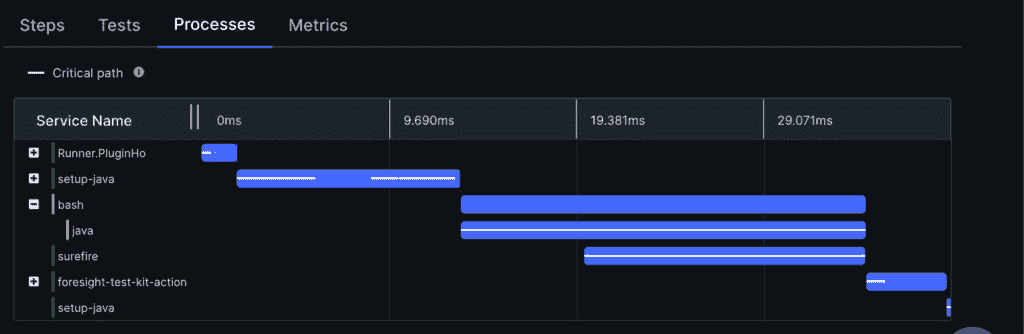 Steps Tests Processes Metrics
Critical path
Service Name 0ms 9.690ms 19.381ms 29.071ms
Runner.PluginHo
setup-java
bash
java
surefire
foresight-test-kit-action
setup-java